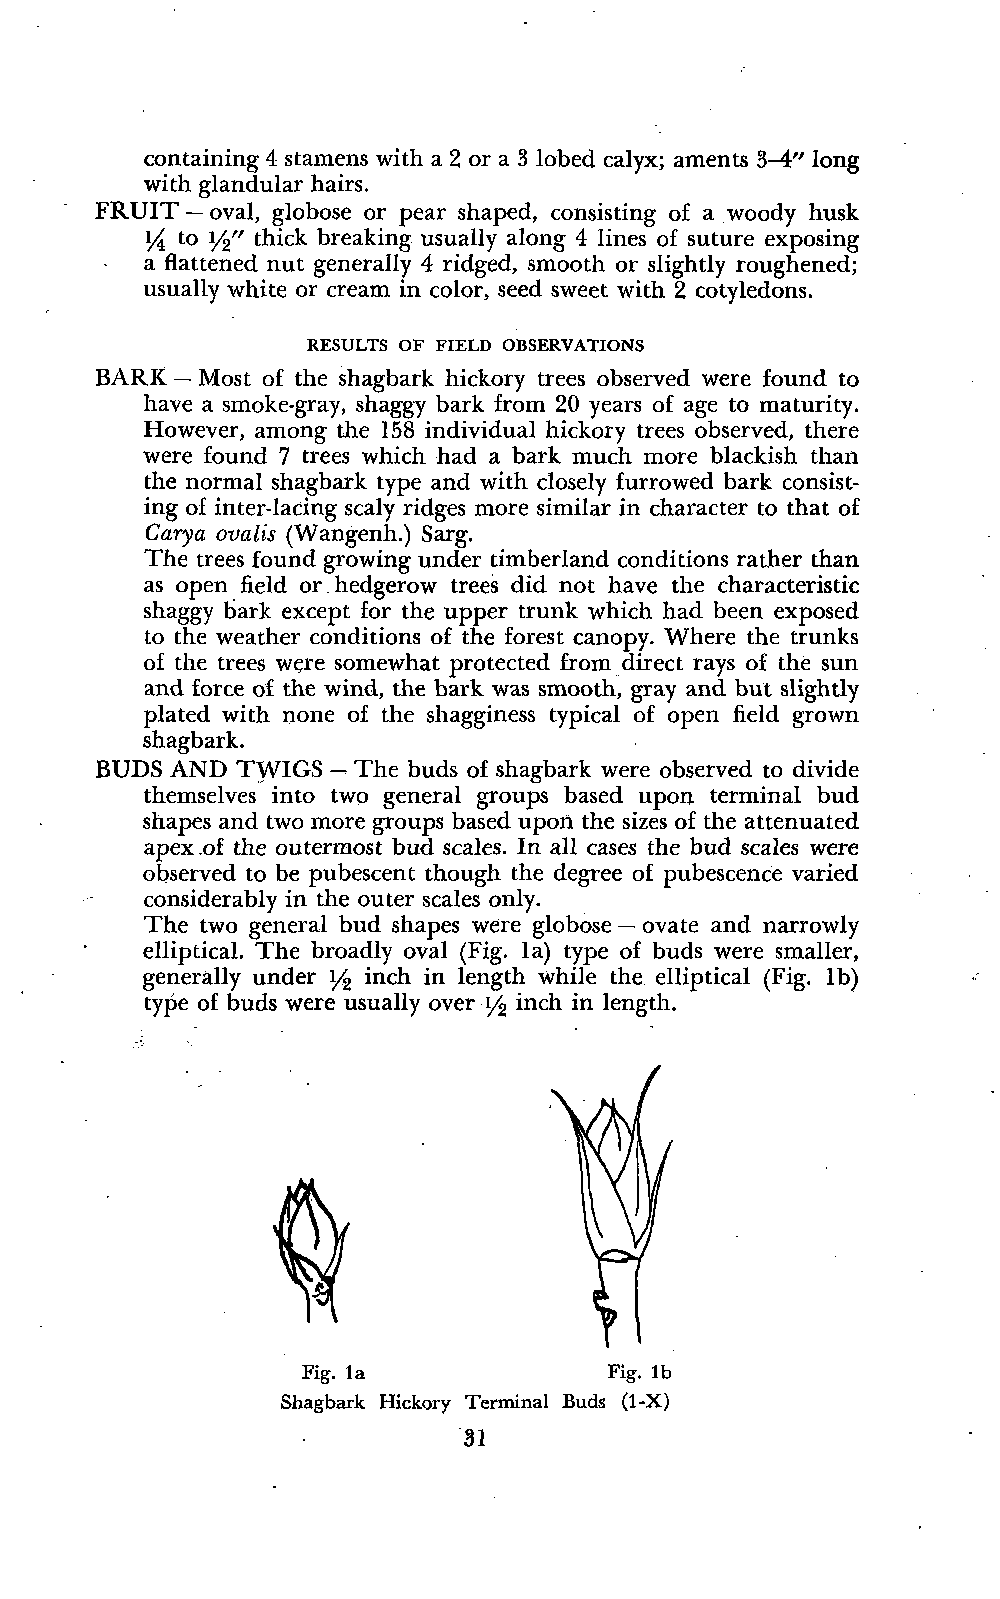 containing 4 stamens with a 2 or a 3 lobed calyx; aments 3–4″ long
with glandular hairs.
FRUIT — oval, globose or pear shaped, consisting of a woody husk
¼ to ½″ thick breaking usually along 4 lines of suture exposing
a flattened nut generally 4 ridged, smooth or slightly roughened;
usually white or cream in color, seed sweet with 2 cotyledons.
RESULTS OF FIELD OBSERVATIONS
BARK — Most of the shagbark hickory trees observed were found to
have a smoke-gray, shaggy bark from 20 years of age to maturity.
However, among the 158 individual hickory trees observed, there
were found 7 trees which had a bark much more blackish than
the normal shagbark type and with closely furrowed bark consist-
ing of inter-lacing scaly ridges more similar in character to that of
Carya ovalis (Wangenh.) Sarg.
The trees found growing under timberland conditions rather than
as open field or hedgerow trees did not have the characteristic
shaggy bark except for the upper trunk which had been exposed
to the weather conditions of the forest canopy. Where the trunks
of the trees were somewhat protected from direct rays of the sun
and force of the wind, the bark was smooth, gray and but slightly
plated with none of the shagginess typical of open field grown
shagbark.
BUDS AND TWIGS — The buds of shagbark were observed to divide
themselves into two general groups based upon terminal bud
shapes and two more groups based upon the sizes of the attenuated
apex of the outermost bud scales. In all cases the bud scales were
observed to be pubescent though the degree of pubescence varied
considerably in the outer scales only.
The two general bud shapes were globose — ovate and narrowly
elliptical. The broadly oval (Fig. 1a) type of buds were smaller,
generally under ½ inch in length while the elliptical (Fig. 1b)
type of buds were usually over ½ inch in length.
Fig. 1a Fig. 1b
Shagbark Hickory Terminal Buds (1-X)
31